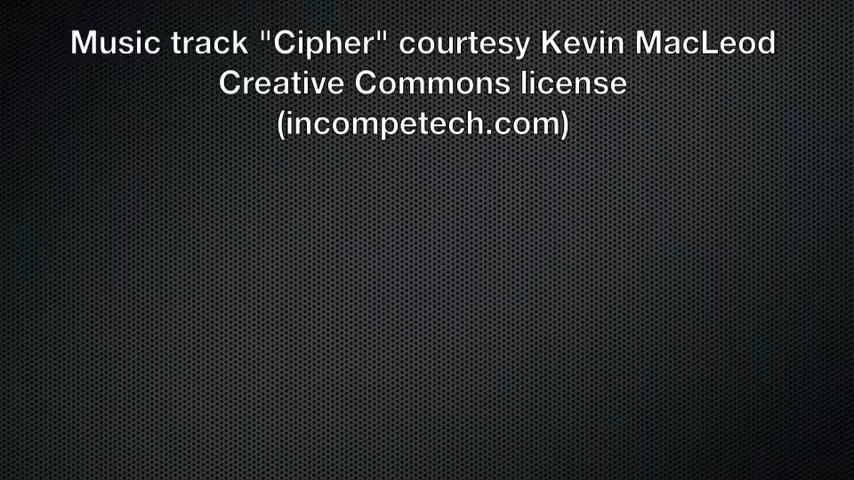 Music track "Cipher" courtesy Kevin MacLeod
Creative Commons license
(incompetech.com)